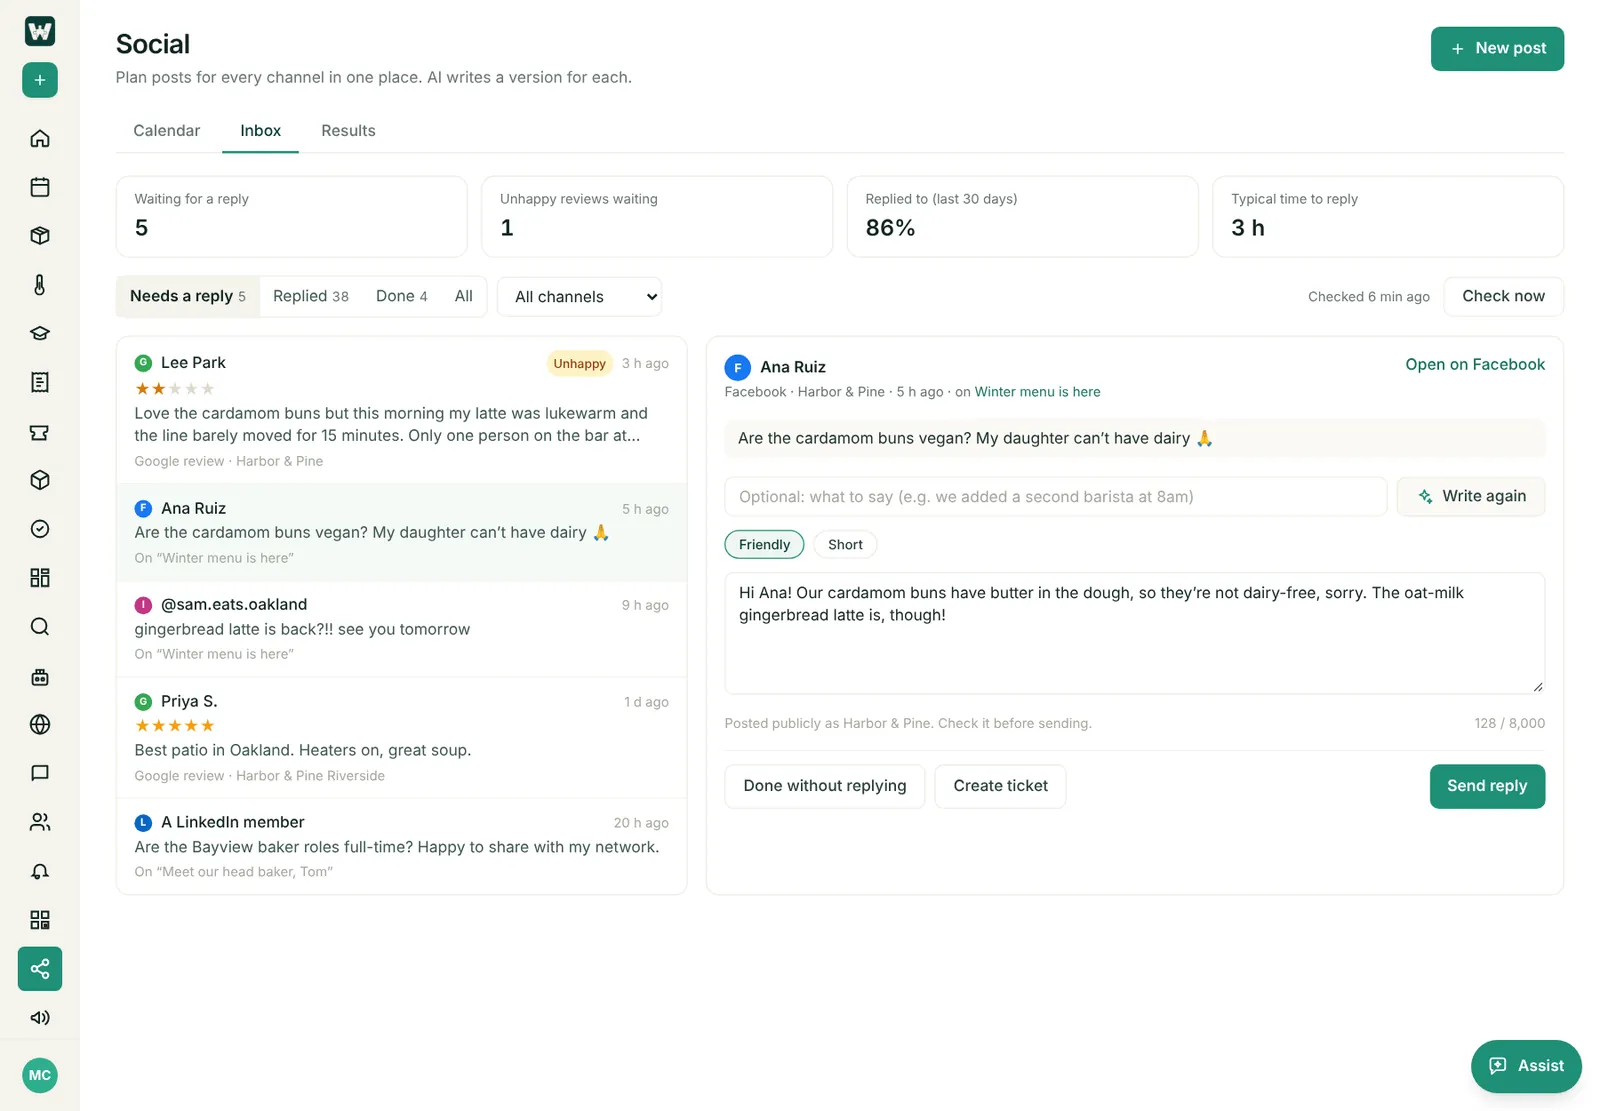 W
Social
Plan posts for every channel in one place. AI writes a version for each.
+ New post
Calendar
Inbox
Results
Waiting for a reply
5
Unhappy reviews waiting
1
Replied to (last 30 days)
86%
Typical time to reply
3 h
Needs a reply 5
Replied 38
Done 4
All
All channels
Checked 6 min ago
Check now
G Lee Park
Unhappy
3 h ago
★★★★★
Love the cardamom buns but this morning my latte was lukewarm and
the line barely moved for 15 minutes. Only one person on the bar at…
Google review · Harbor & Pine
F Ana Ruiz
5 h ago
Are the cardamom buns vegan? My daughter can’t have dairy 🙏
On “Winter menu is here”
I @sam.eats.oakland
9 h ago
gingerbread latte is back?!! see you tomorrow
On “Winter menu is here”
G Priya S.
1 d ago
★★★★★
Best patio in Oakland. Heaters on, great soup.
Google review · Harbor & Pine Riverside
L A LinkedIn member
20 h ago
Are the Bayview baker roles full-time? Happy to share with my network.
On “Meet our head baker, Tom”
F Ana Ruiz
Open on Facebook
Facebook · Harbor & Pine · 5 h ago · on Winter menu is here
Are the cardamom buns vegan? My daughter can’t have dairy 🙏
Optional: what to say (e.g. we added a second barista at 8am)
Write again
Friendly
Short
Hi Ana! Our cardamom buns have butter in the dough, so they’re not dairy-free, sorry. The oat-milk
gingerbread latte is, though!
Posted publicly as Harbor & Pine. Check it before sending.
128 / 8,000
Done without replying
Create ticket
Send reply
MC
Assist